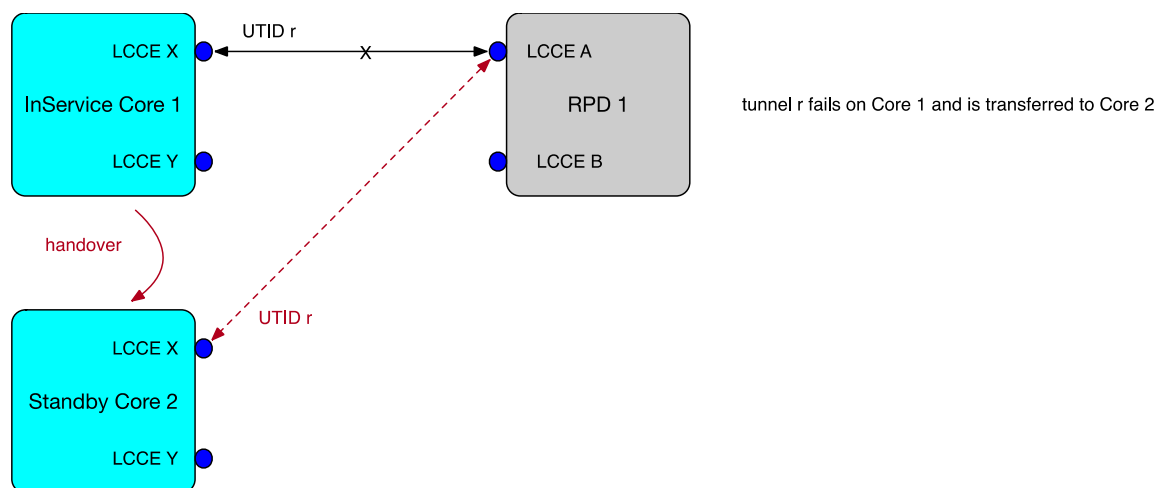 UTID r
LCCE X
X
LCCE A
InService Core 1
RPD 1
tunnel r fails on Core 1 and is transferred to Core 2
LCCE Y
LCCE B
handover
UTID r
LCCE X
Standby Core 2
LCCE Y